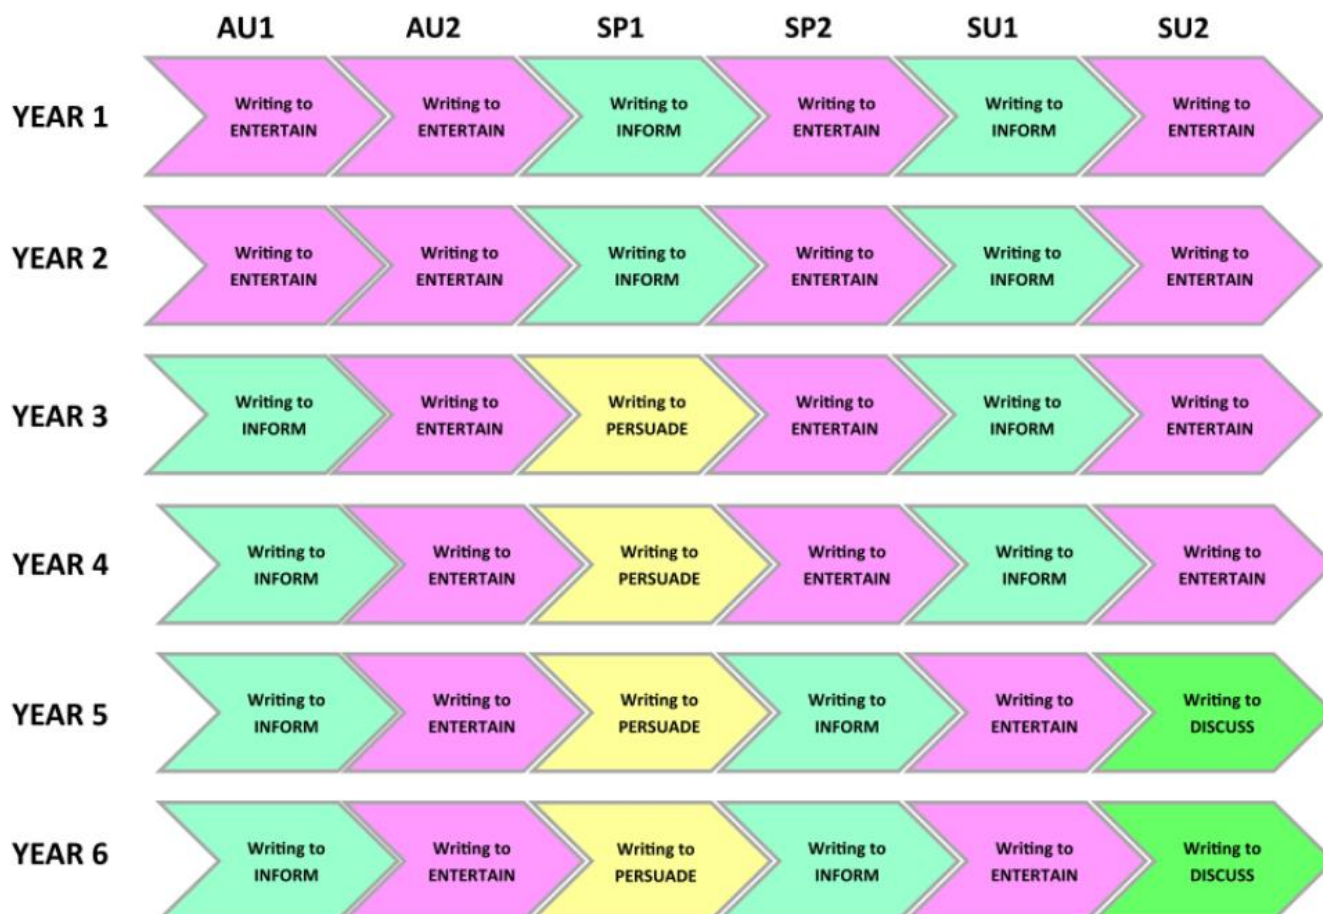 AU1 AU2 SP1 SP2 SU1 SU2
YEAR 1
Writing to Writing to Writing to Writing to Writing to Writing to
ENTERTAIN ENTERTAIN INFORM ENTERTAIN INFORM ENTERTAIN
YEAR 2
Writing to Writing to Writing to Writing to Writing to Writing to
ENTERTAIN ENTERTAIN INFORM ENTERTAIN INFORM ENTERTAIN
YEAR 3
Writing to Writing to Writing to Writing to Writing to Writing to
INFORM ENTERTAIN PERSUADE ENTERTAIN INFORM ENTERTAIN
YEAR 4
Writing to Writing to Writing to Writing to Writing to Writing to
INFORM ENTERTAIN PERSUADE ENTERTAIN INFORM ENTERTAIN
YEAR 5
Writing to Writing to Writing to Writing to Writing to Writing to
INFORM ENTERTAIN PERSUADE INFORM ENTERTAIN DISCUSS
YEAR 6
Writing to Writing to Writing to Writing to Writing to Writing to
INFORM ENTERTAIN PERSUADE INFORM ENTERTAIN DISCUSS